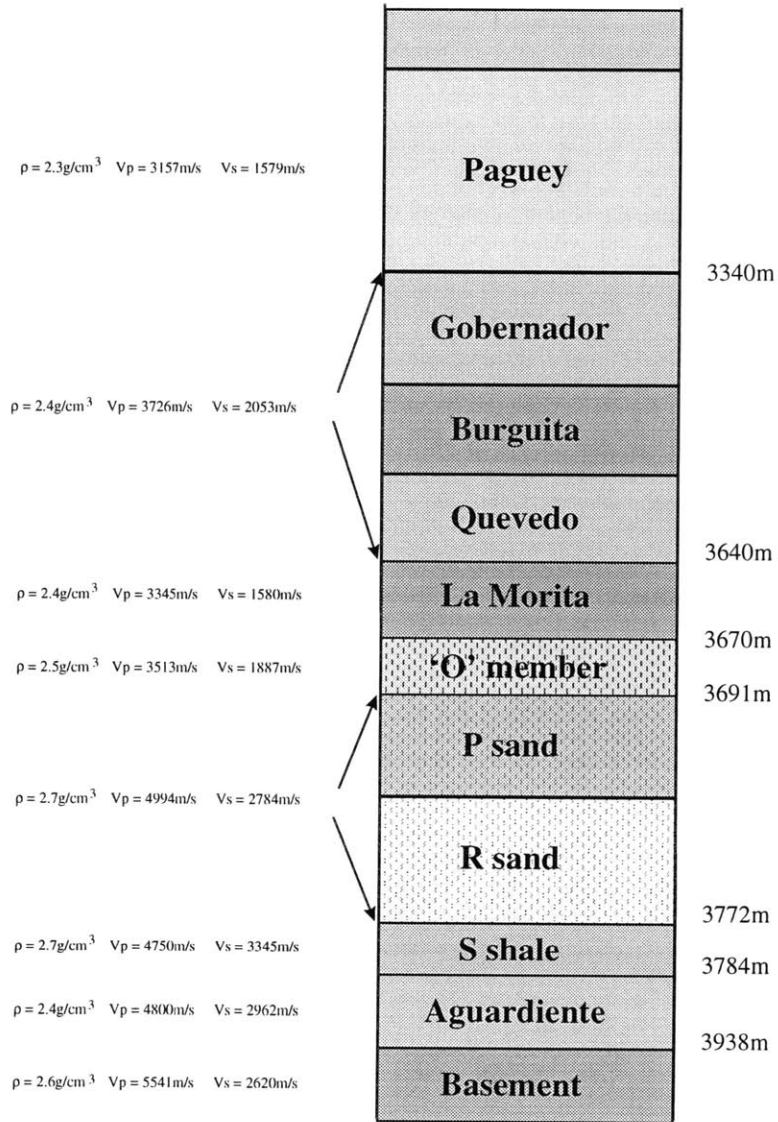 ρ = 2.3g/cm³ Vp = 3157m/s Vs = 1579m/s
Paguey
3340m
Gobernador
ρ = 2.4g/cm³ Vp = 3726m/s Vs = 2053m/s
Burguita
Quevedo
3640m
ρ = 2.4g/cm³ Vp = 3345m/s Vs = 1580m/s
La Morita
3670m
ρ = 2.5g/cm³ Vp = 3513m/s Vs = 1887m/s
‘O’ member
3691m
P sand
ρ = 2.7g/cm³ Vp = 4994m/s Vs = 2784m/s
R sand
3772m
ρ = 2.7g/cm³ Vp = 4750m/s Vs = 3345m/s
S shale
3784m
ρ = 2.4g/cm³ Vp = 4800m/s Vs = 2962m/s
Aguardiente
3938m
ρ = 2.6g/cm³ Vp = 5541m/s Vs = 2620m/s
Basement